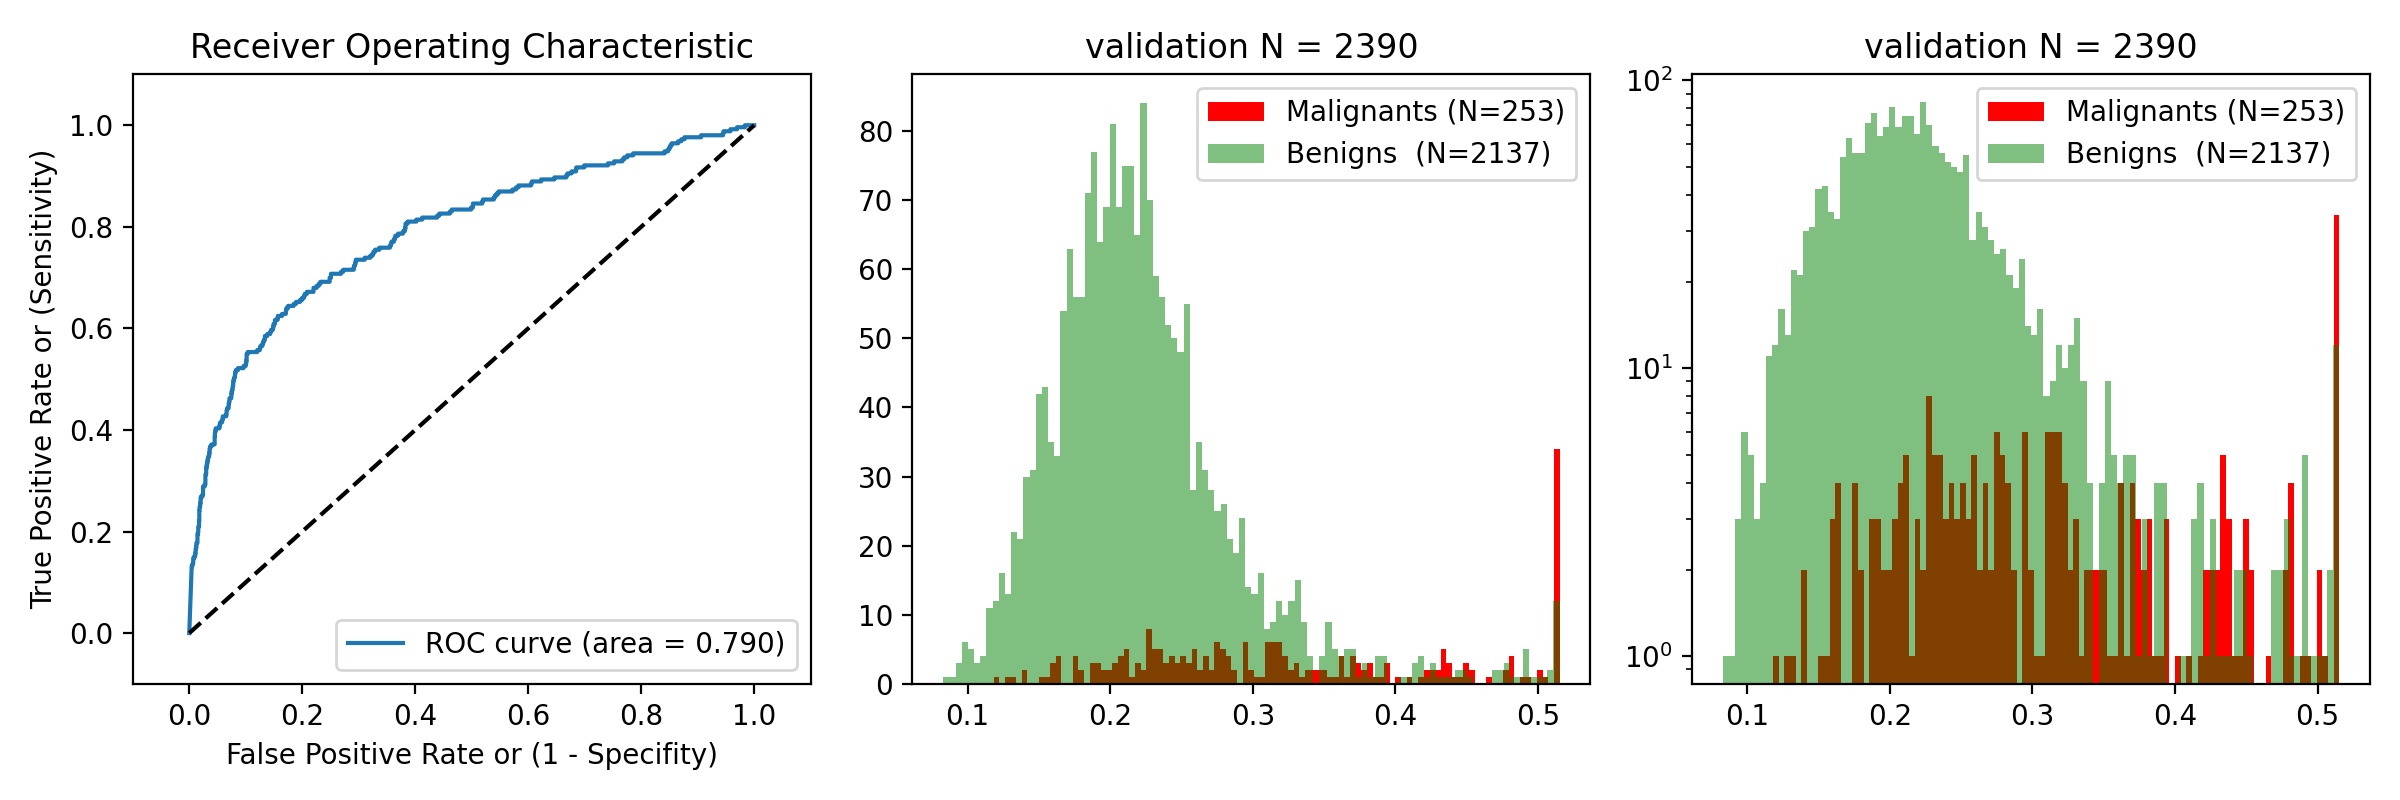 Receiver Operating Characteristic
True Positive Rate or (Sensitivity)
1.0
0.8
0.6
0.4
0.2
0.0
ROC curve (area = 0.790)
0.0 0.2 0.4 0.6 0.8 1.0
False Positive Rate or (1 - Specifity)
validation N = 2390
Malignants (N=253)
Benigns (N=2137)
80
70
60
50
40
30
20
10
0
0.1 0.2 0.3 0.4 0.5
validation N = 2390
Malignants (N=253)
Benigns (N=2137)
10²
10¹
10⁰
0.1 0.2 0.3 0.4 0.5